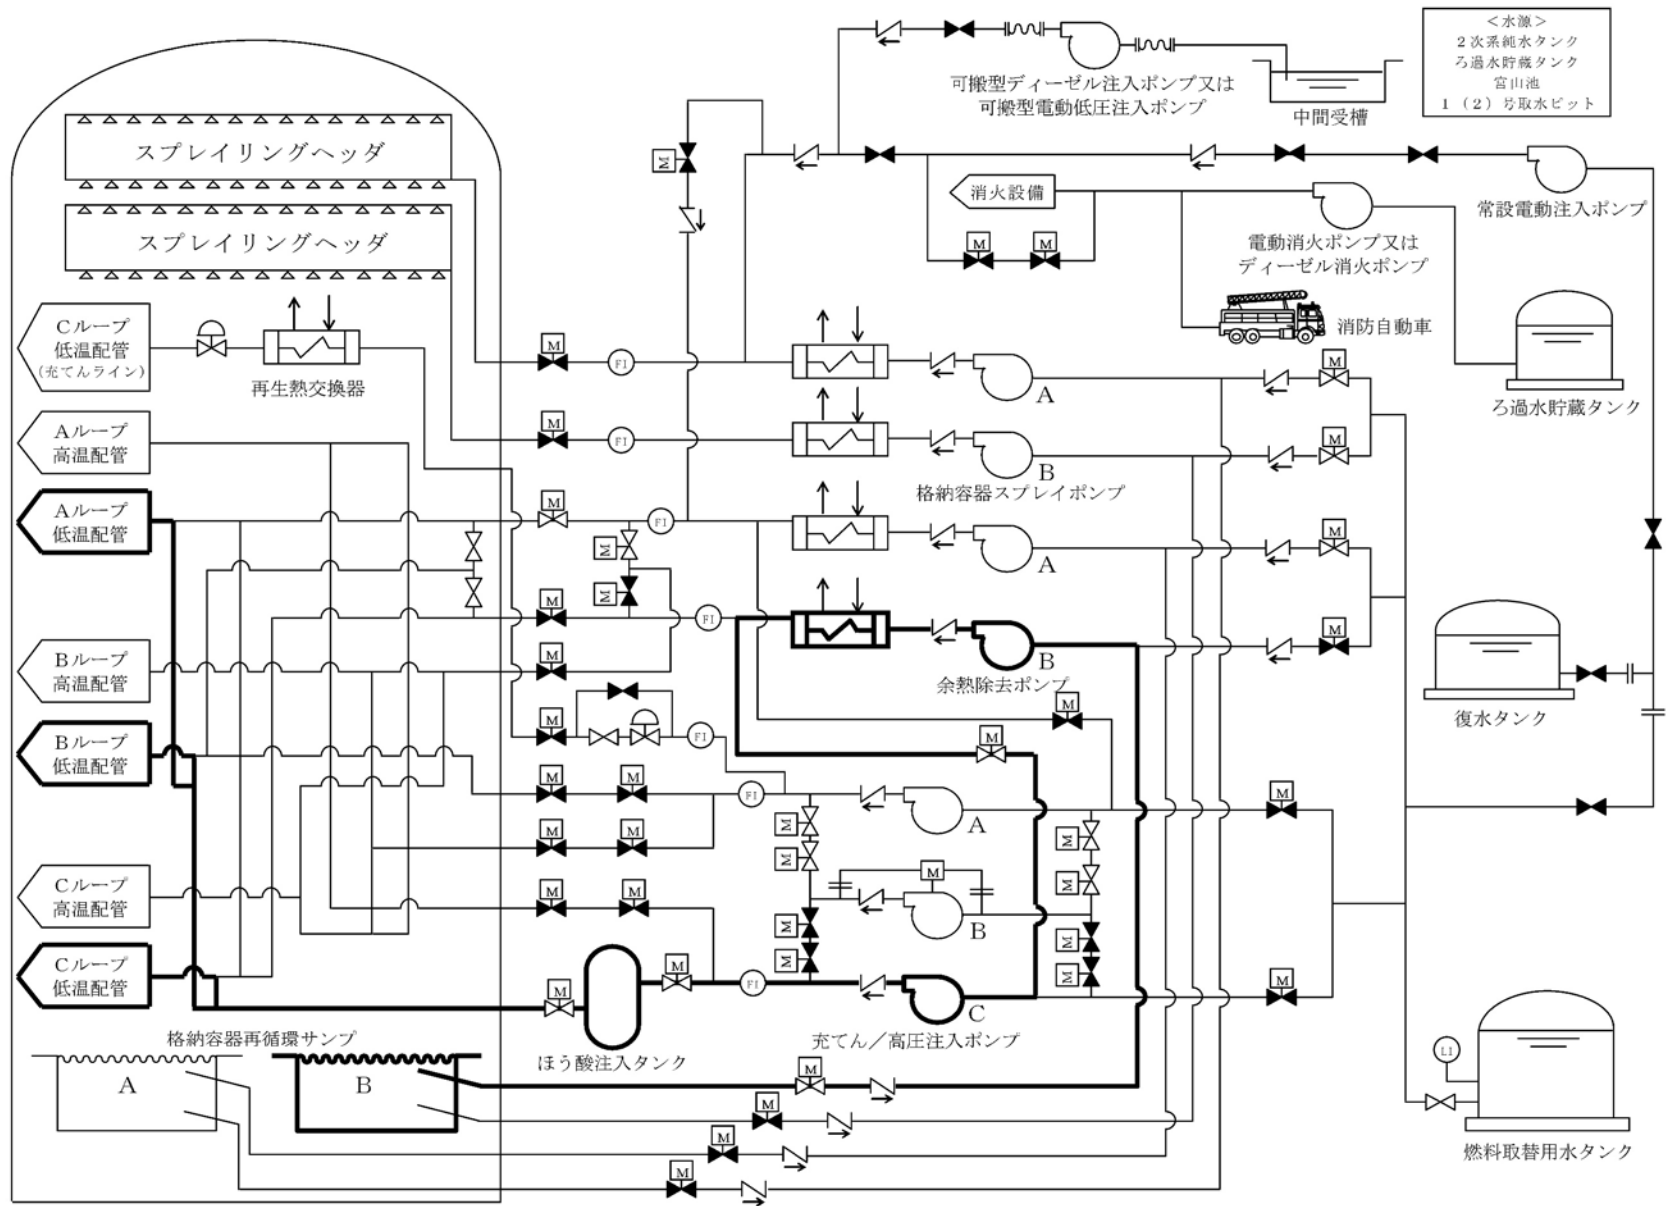 <水源>
2次系純水タンク
ろ過水貯蔵タンク
宮山池
1(2)号取水ピット
可搬型ディーゼル注入ポンプ又は
可搬型電動低圧注入ポンプ
中間受槽
スプレイリングヘッダ
M
消火設備
常設電動注入ポンプ
スプレイリングヘッダ
M
M
電動消火ポンプ又は
ディーゼル消火ポンプ
消防自動車
Cループ
低温配管
(充てんライン)
再生熱交換器
M
FI
A
M
ろ過水貯蔵タンク
Aループ
高温配管
M
FI
B
M
格納容器スプレイポンプ
Aループ
低温配管
M
FI
M
A
M
M
M
FI
B
M
余熱除去ポンプ
Bループ
高温配管
M
M
復水タンク
Bループ
低温配管
M
FI
M
M
M
FI
A
M
M
M
M
M
M
M
Cループ
高温配管
M
M
M
B
M
M
M
M
Cループ
低温配管
M
M
FI
C
M
充てん/高圧注入ポンプ
ほう酸注入タンク
格納容器再循環サンプ
A
B
M
M
M
M
LI
燃料取替用水タンク